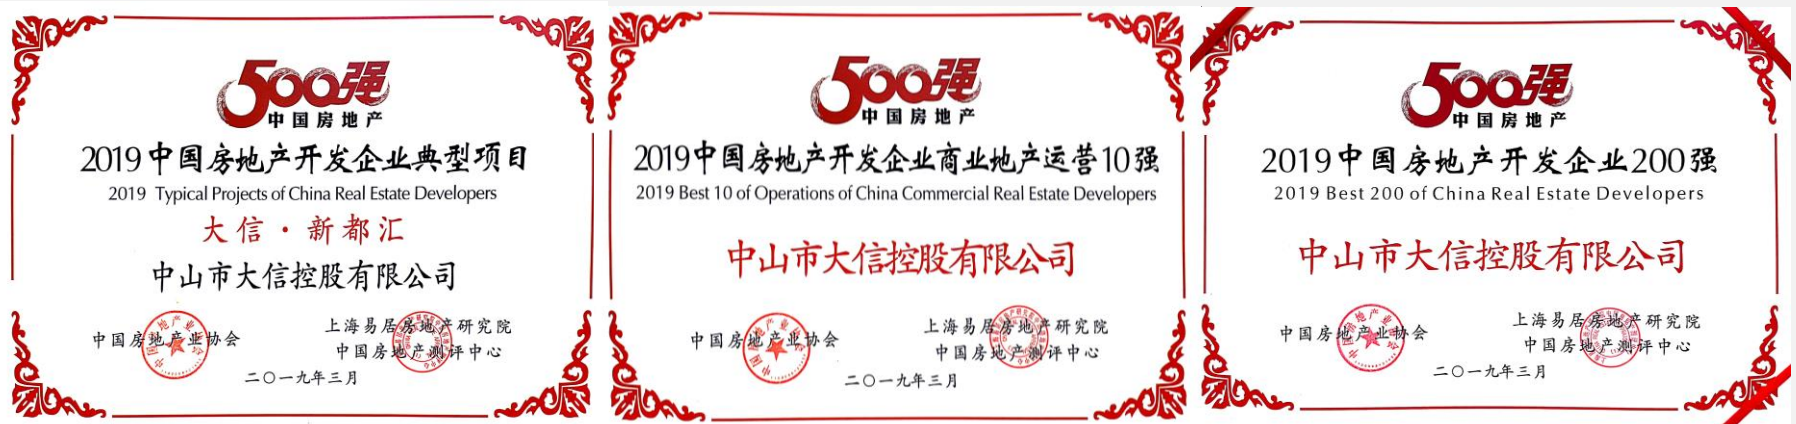 500强
中国房地产
2019中国房地产开发企业典型项目
2019 Typical Projects of China Real Estate Developers
大信·新都汇
中山市大信控股有限公司
中国房地产业协会
上海易居房地产研究院
中国房地产测评中心
二〇一九年三月
500强
中国房地产
2019中国房地产开发企业商业地产运营10强
2019 Best 10 of Operations of China Commercial Real Estate Developers
中山市大信控股有限公司
中国房地产业协会
上海易居房地产研究院
中国房地产测评中心
二〇一九年三月
500强
中国房地产
2019中国房地产开发企业200强
2019 Best 200 of China Real Estate Developers
中山市大信控股有限公司
中国房地产业协会
上海易居房地产研究院
中国房地产测评中心
二〇一九年三月